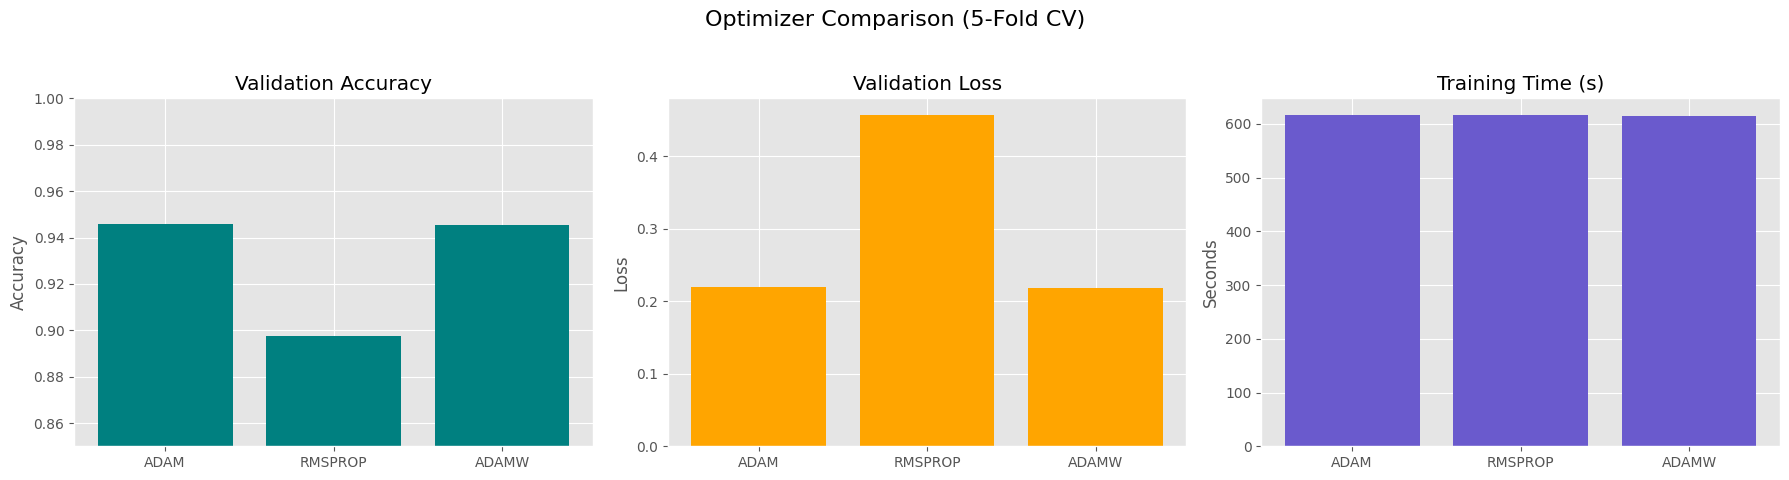 Optimizer Comparison (5-Fold CV)
Validation Accuracy
Accuracy
1.00
0.98
0.96
0.94
0.92
0.90
0.88
0.86
ADAM RMSPROP ADAMW
Validation Loss
Loss
0.4
0.3
0.2
0.1
0.0
ADAM RMSPROP ADAMW
Training Time (s)
Seconds
600
500
400
300
200
100
0
ADAM RMSPROP ADAMW